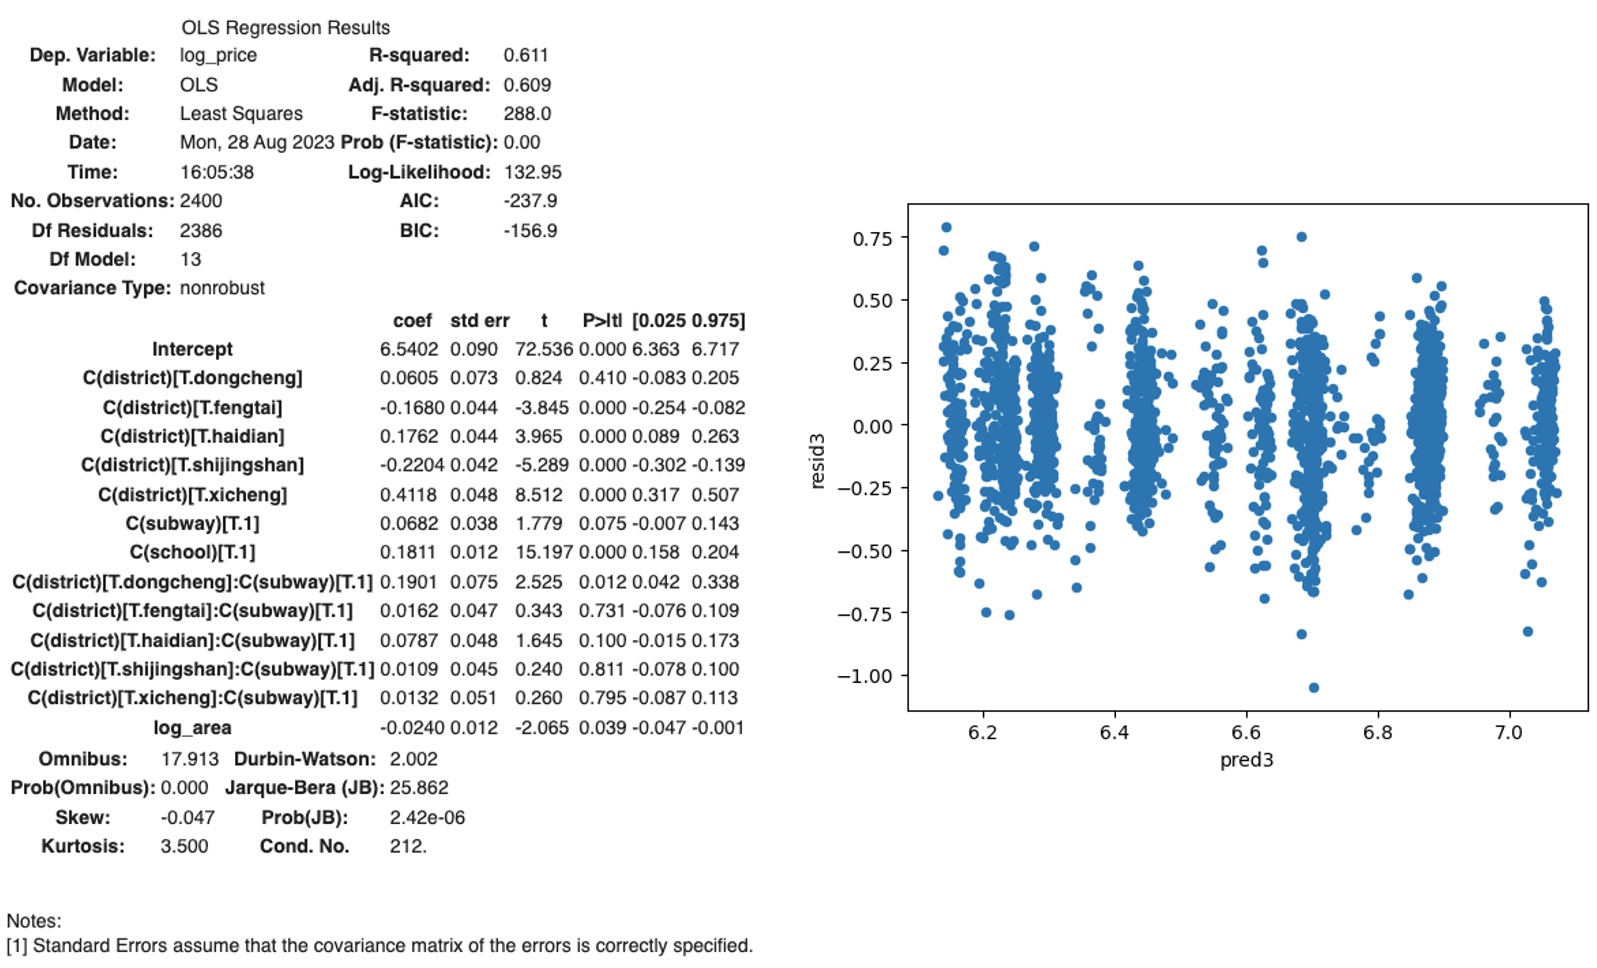 OLS Regression Results
Dep. Variable: log_price R-squared: 0.611
Model: OLS Adj. R-squared: 0.609
Method: Least Squares F-statistic: 288.0
Date: Mon, 28 Aug 2023 Prob (F-statistic): 0.00
Time: 16:05:38 Log-Likelihood: 132.95
No. Observations: 2400 AIC: -237.9
Df Residuals: 2386 BIC: -156.9
Df Model: 13
Covariance Type: nonrobust
coef std err t P>|t| [0.025 0.975]
Intercept 6.5402 0.090 72.536 0.000 6.363 6.717
C(district)[T.dongcheng] 0.0605 0.073 0.824 0.410 -0.083 0.205
C(district)[T.fengtai] -0.1680 0.044 -3.845 0.000 -0.254 -0.082
C(district)[T.haidian] 0.1762 0.044 3.965 0.000 0.089 0.263
C(district)[T.shijingshan] -0.2204 0.042 -5.289 0.000 -0.302 -0.139
C(district)[T.xicheng] 0.4118 0.048 8.512 0.000 0.317 0.507
C(subway)[T.1] 0.0682 0.038 1.779 0.075 -0.007 0.143
C(school)[T.1] 0.1811 0.012 15.197 0.000 0.158 0.204
C(district)[T.dongcheng]:C(subway)[T.1] 0.1901 0.075 2.525 0.012 0.042 0.338
C(district)[T.fengtai]:C(subway)[T.1] 0.0162 0.047 0.343 0.731 -0.076 0.109
C(district)[T.haidian]:C(subway)[T.1] 0.0787 0.048 1.645 0.100 -0.015 0.173
C(district)[T.shijingshan]:C(subway)[T.1] 0.0109 0.045 0.240 0.811 -0.078 0.100
C(district)[T.xicheng]:C(subway)[T.1] 0.0132 0.051 0.260 0.795 -0.087 0.113
log_area -0.0240 0.012 -2.065 0.039 -0.047 -0.001
Omnibus: 17.913 Durbin-Watson: 2.002
Prob(Omnibus): 0.000 Jarque-Bera (JB): 25.862
Skew: -0.047 Prob(JB): 2.42e-06
Kurtosis: 3.500 Cond. No. 212.
Notes:
[1] Standard Errors assume that the covariance matrix of the errors is correctly specified.
0.75
0.50
0.25
0.00
−0.25
−0.50
−0.75
−1.00
resid3
6.2 6.4 6.6 6.8 7.0
pred3